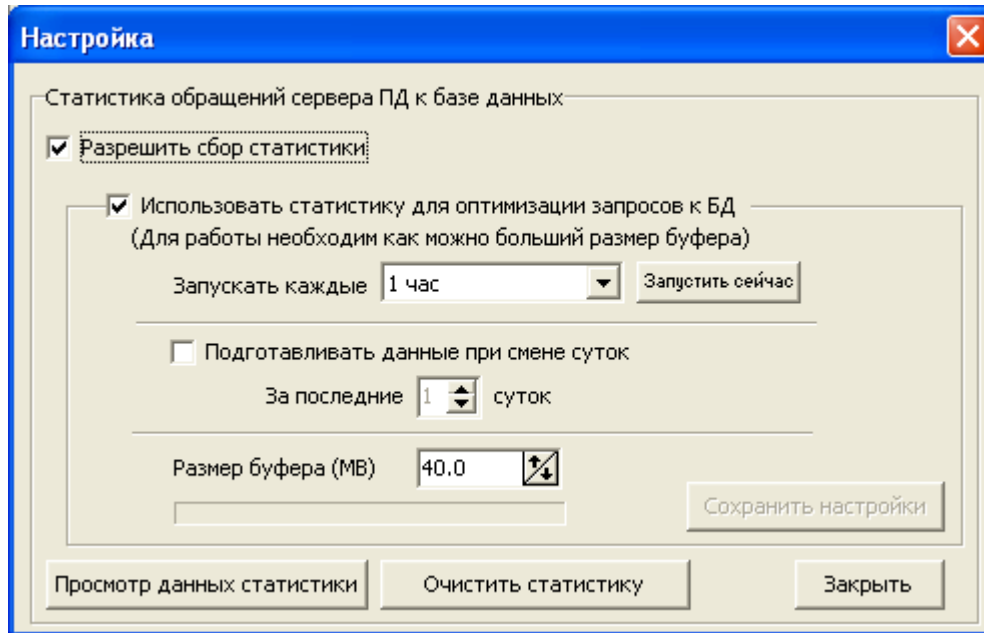 Настройка
Статистика обращений сервера ПД к базе данных
Разрешить сбор статистики
Использовать статистику для оптимизации запросов к БД
(Для работы необходим как можно больший размер буфера)
Запускать каждые 1 час Запустить сейчас
Подготавливать данные при смене суток
За последние 1 суток
Размер буфера (MB) 40.0
Сохранить настройки
Просмотр данных статистики Очистить статистику Закрыть